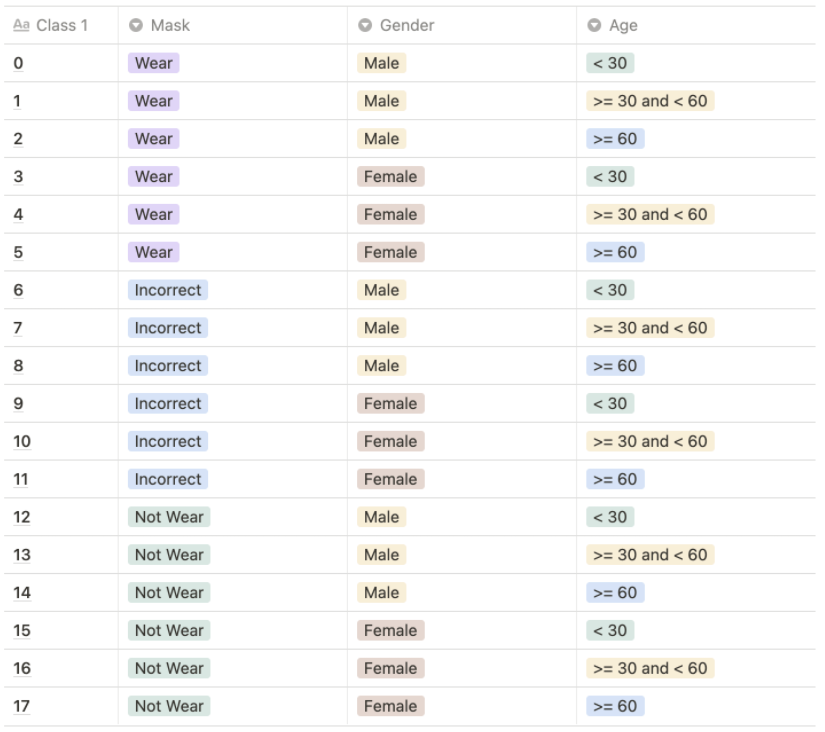 Aa Class 1 Mask Gender Age
0 Wear Male < 30
1 Wear Male >= 30 and < 60
2 Wear Male >= 60
3 Wear Female < 30
4 Wear Female >= 30 and < 60
5 Wear Female >= 60
6 Incorrect Male < 30
7 Incorrect Male >= 30 and < 60
8 Incorrect Male >= 60
9 Incorrect Female < 30
10 Incorrect Female >= 30 and < 60
11 Incorrect Female >= 60
12 Not Wear Male < 30
13 Not Wear Male >= 30 and < 60
14 Not Wear Male >= 60
15 Not Wear Female < 30
16 Not Wear Female >= 30 and < 60
17 Not Wear Female >= 60